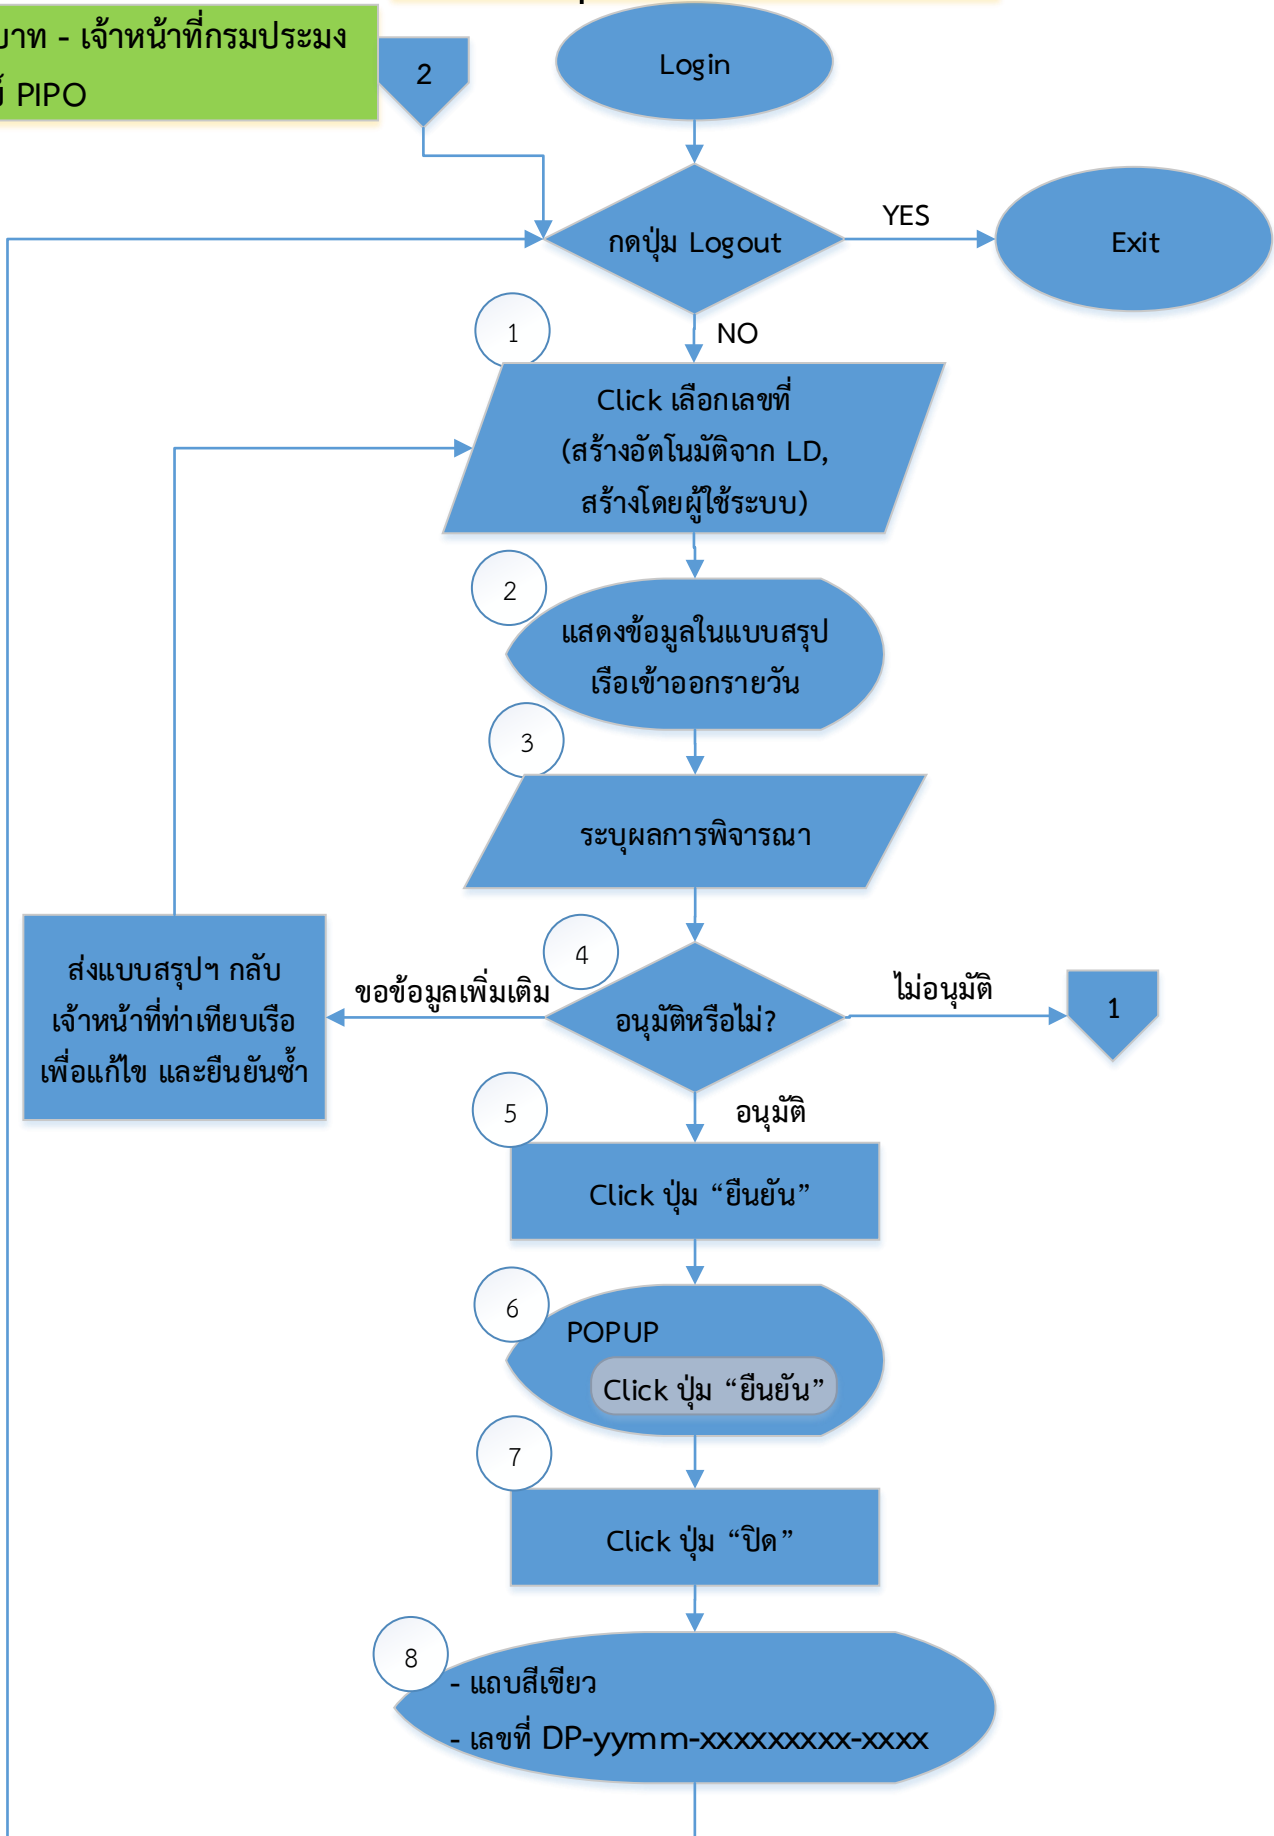 บาท - เจ้าหน้าที่กรมประมง
PIPO
2
Login
กดปุ่ม Logout
YES
Exit
NO
1
Click เลือกเลขที่
(สร้างอัตโนมัติจาก LD,
สร้างโดยผู้ใช้ระบบ)
2
แสดงข้อมูลในแบบสรุป
เรือเข้าออกรายวัน
3
ระบุผลการพิจารณา
4
อนุมัติหรือไม่?
ขอข้อมูลเพิ่มเติม
ส่งแบบสรุปฯ กลับ
เจ้าหน้าที่ท่าเทียบเรือ
เพื่อแก้ไข และยืนยันซ้ำ
ไม่อนุมัติ
1
อนุมัติ
5
Click ปุ่ม “ยืนยัน”
6
POPUP
Click ปุ่ม “ยืนยัน”
7
Click ปุ่ม “ปิด”
8
- แถบสีเขียว
- เลขที่ DP-yymm-xxxxxxxxx-xxxx